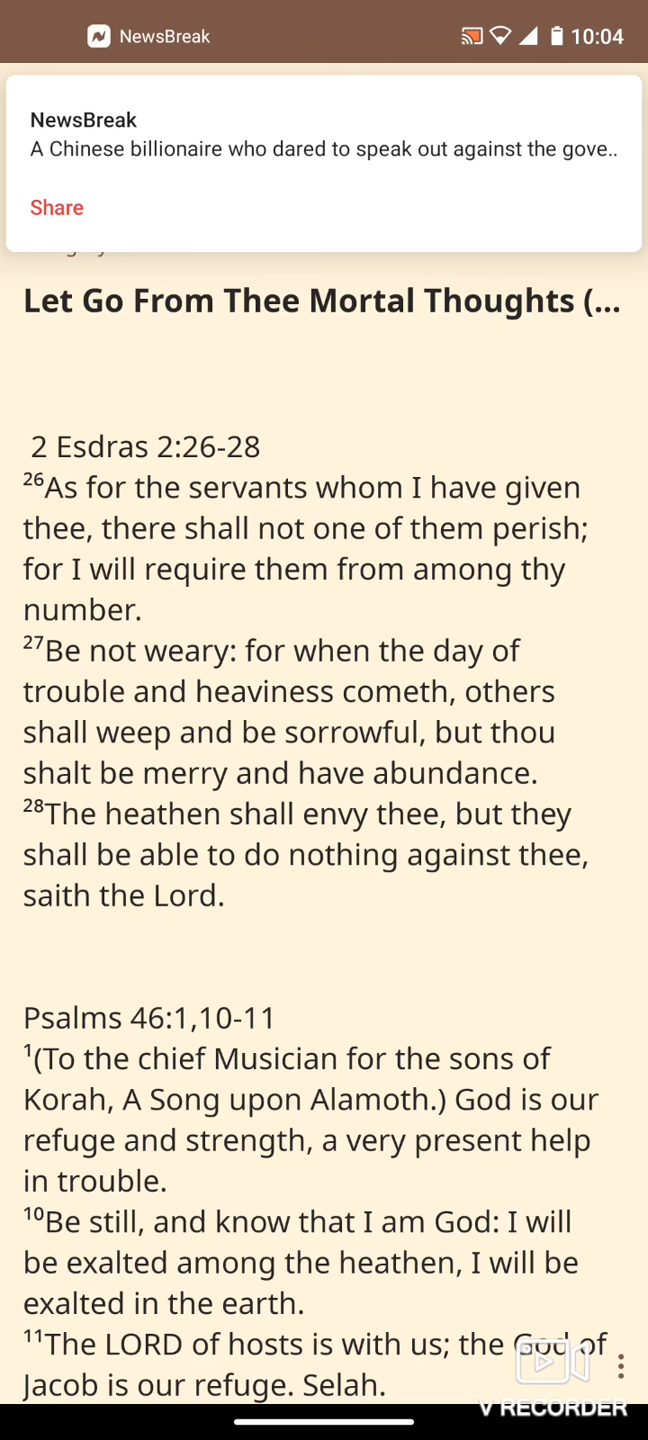 NewsBreak 10:04
NewsBreak
A Chinese billionaire who dared to speak out against the gove..
Share
Let Go From Thee Mortal Thoughts (...
2 Esdras 2:26-28
²⁶As for the servants whom I have given
thee, there shall not one of them perish;
for I will require them from among thy
number.
²⁷Be not weary: for when the day of
trouble and heaviness cometh, others
shall weep and be sorrowful, but thou
shalt be merry and have abundance.
²⁸The heathen shall envy thee, but they
shall be able to do nothing against thee,
saith the Lord.
Psalms 46:1,10-11
¹(To the chief Musician for the sons of
Korah, A Song upon Alamoth.) God is our
refuge and strength, a very present help
in trouble.
¹⁰Be still, and know that I am God: I will
be exalted among the heathen, I will be
exalted in the earth.
¹¹The LORD of hosts is with us; the God of
Jacob is our refuge. Selah.
V RECORDER